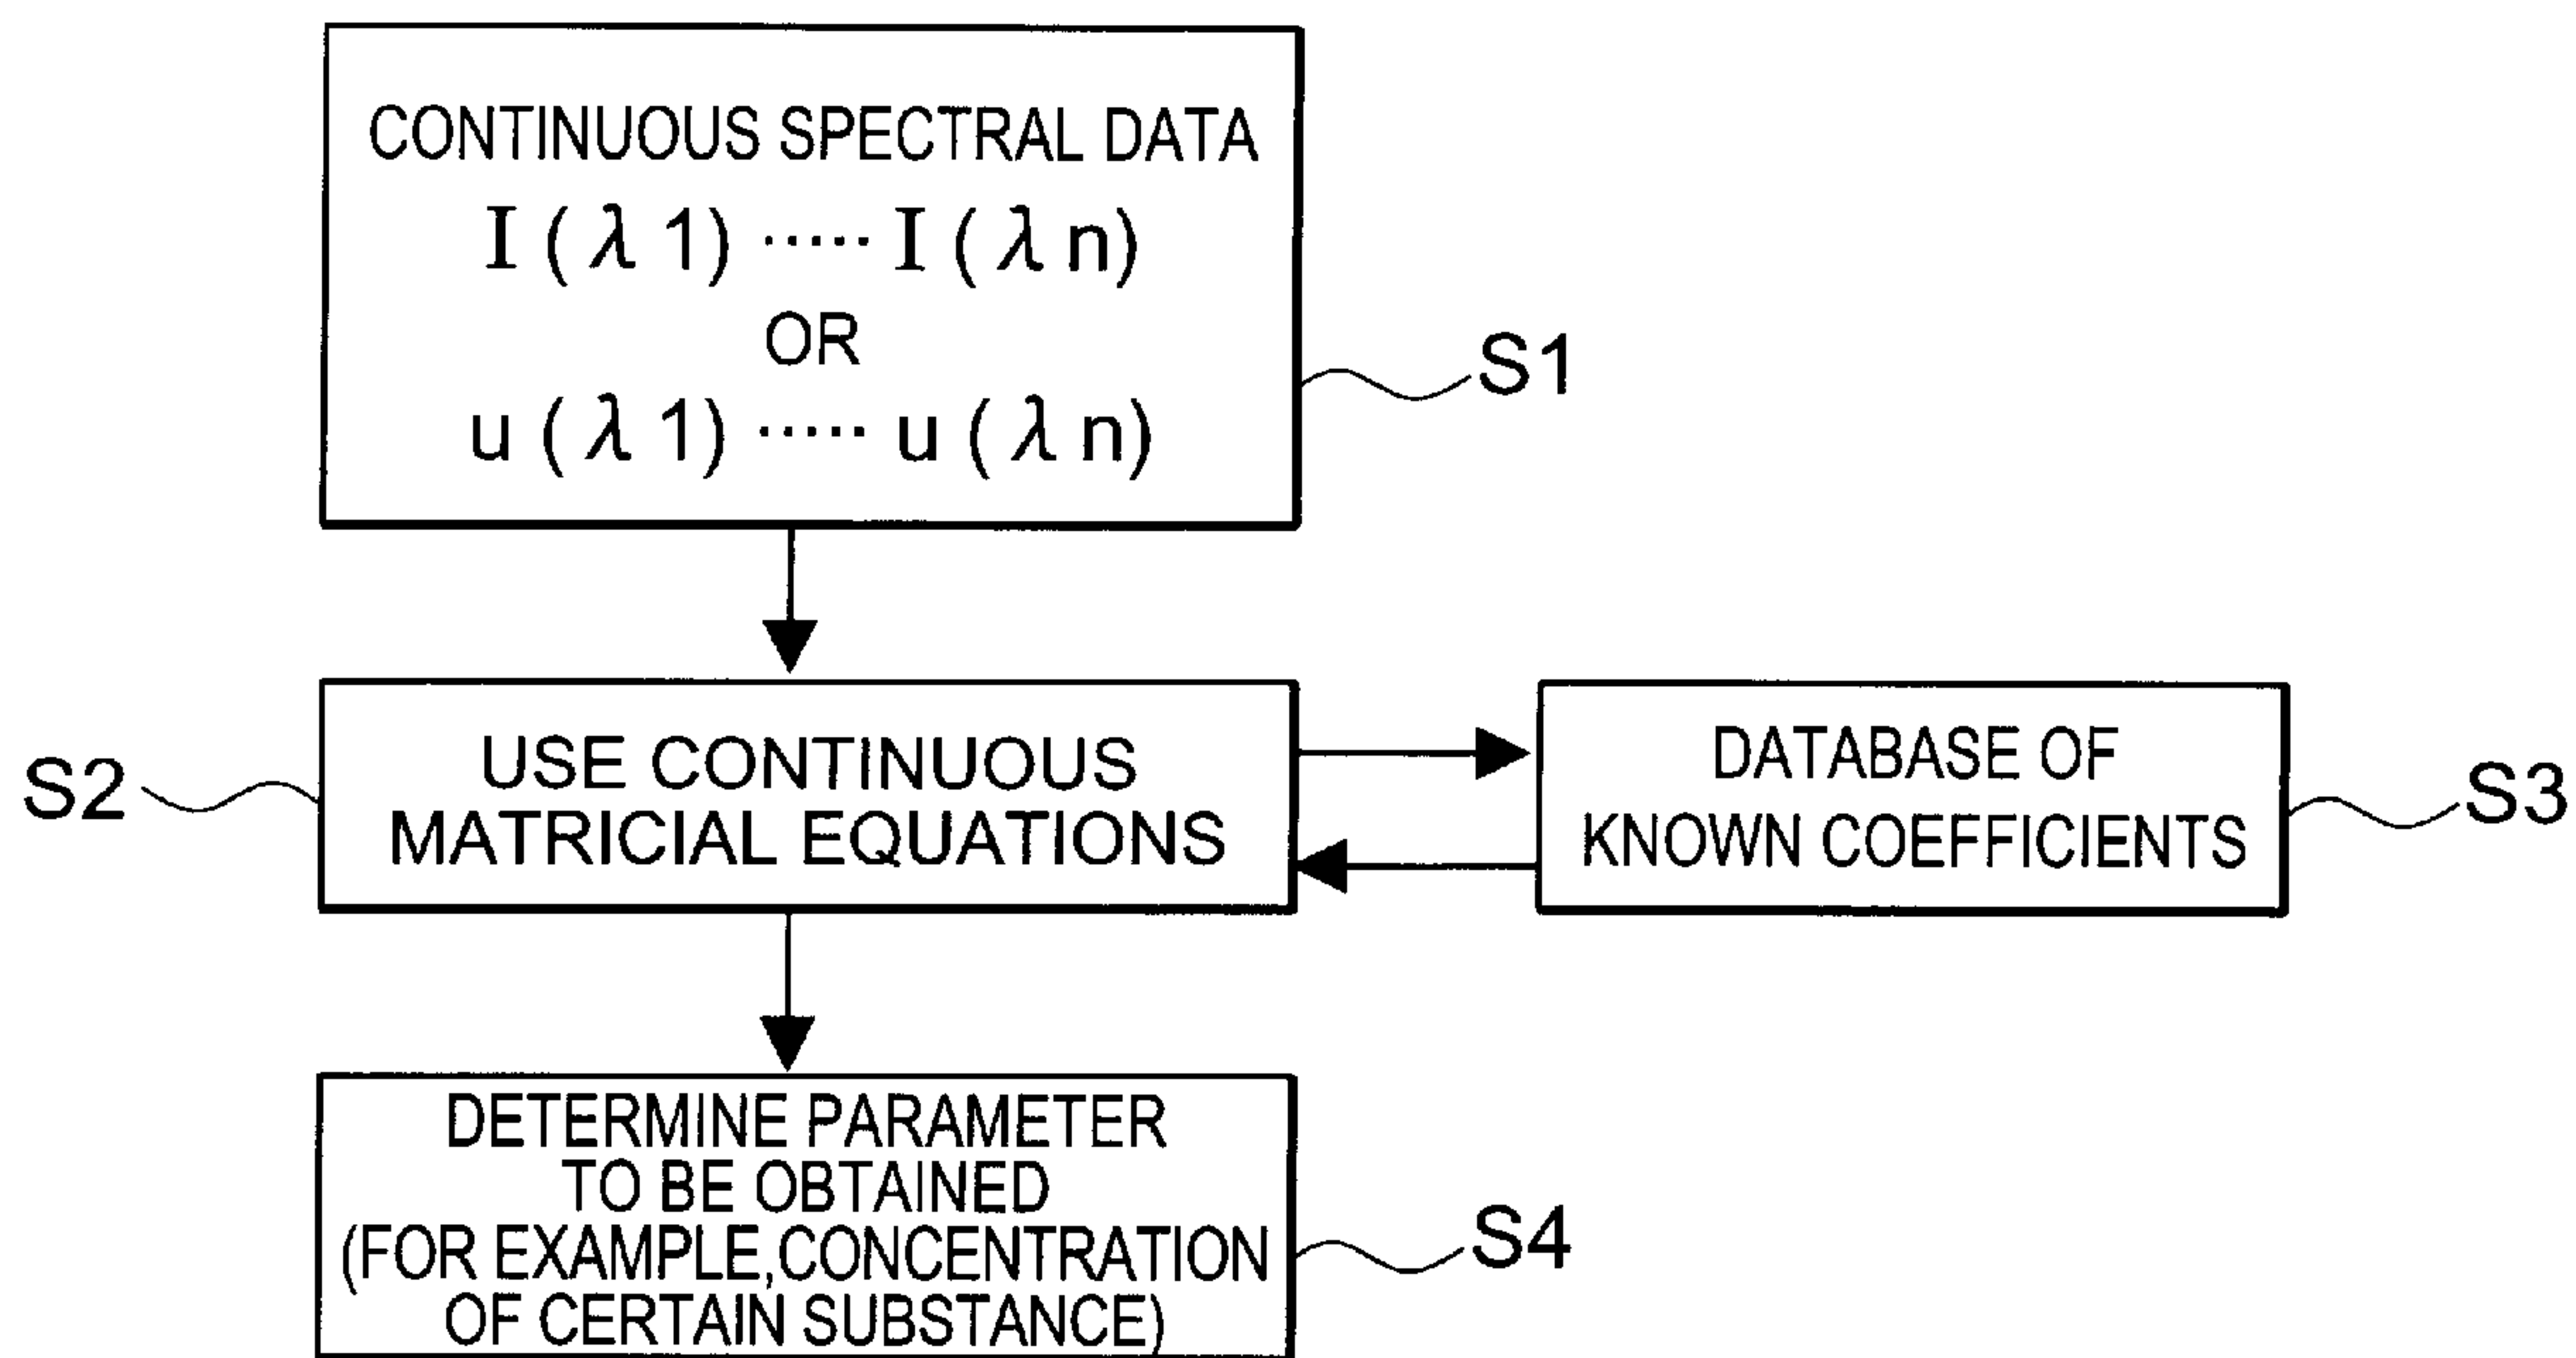 CONTINUOUS SPECTRAL DATA
I ( λ 1) ····· I ( λ n)
OR
u ( λ 1) ····· u ( λ n)
S1
S2
USE CONTINUOUS
MATRICIAL EQUATIONS
DATABASE OF
KNOWN COEFFICIENTS
S3
DETERMINE PARAMETER
TO BE OBTAINED
(FOR EXAMPLE,CONCENTRATION
OF CERTAIN SUBSTANCE)
S4